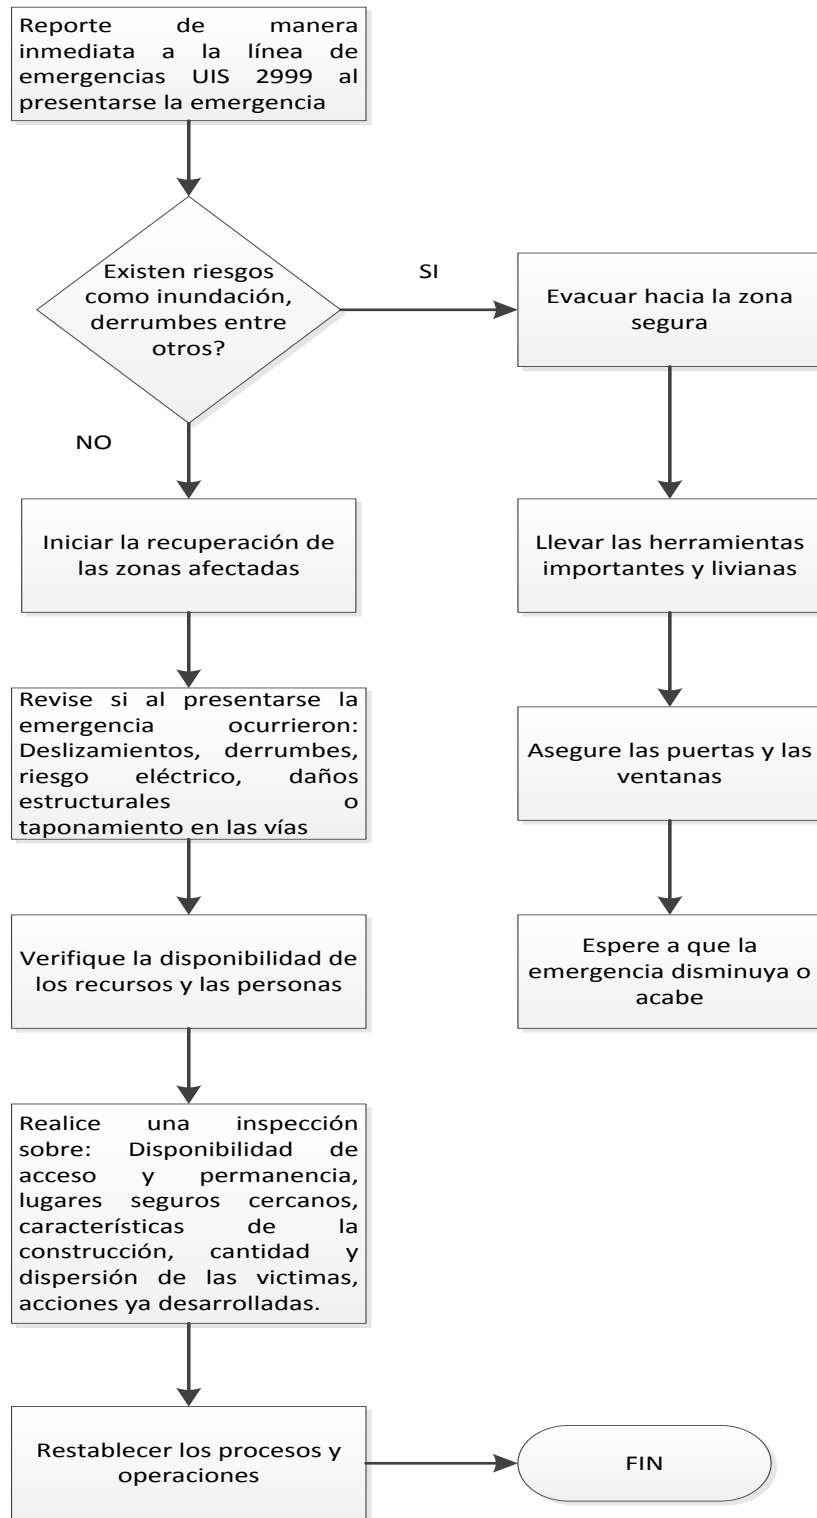 Reporte de manera
inmediata a la línea de
emergencias UIS 2999 al
presentarse la emergencia
Existen riesgos
como inundación,
derrumbes entre
otros?
SI
Evacuar hacia la zona
segura
NO
Iniciar la recuperación de
las zonas afectadas
Llevar las herramientas
importantes y livianas
Revise si al presentarse la
emergencia ocurrieron:
Deslizamientos, derrumbes,
riesgo eléctrico, daños
estructurales o
taponamiento en las vías
Asegure las puertas y las
ventanas
Verifique la disponibilidad de
los recursos y las personas
Espere a que la
emergencia disminuya o
acabe
Realice una inspección
sobre: Disponibilidad de
acceso y permanencia,
lugares seguros cercanos,
características de la
construcción, cantidad y
dispersión de las victimas,
acciones ya desarrolladas.
Restablecer los procesos y
operaciones
FIN